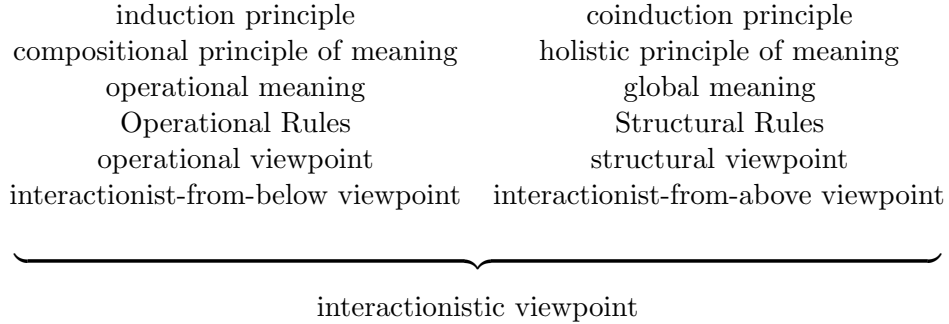 induction principle coinduction principle
compositional principle of meaning holistic principle of meaning
operational meaning global meaning
Operational Rules Structural Rules
operational viewpoint structural viewpoint
interactionist-from-below viewpoint interactionist-from-above viewpoint
interactionistic viewpoint